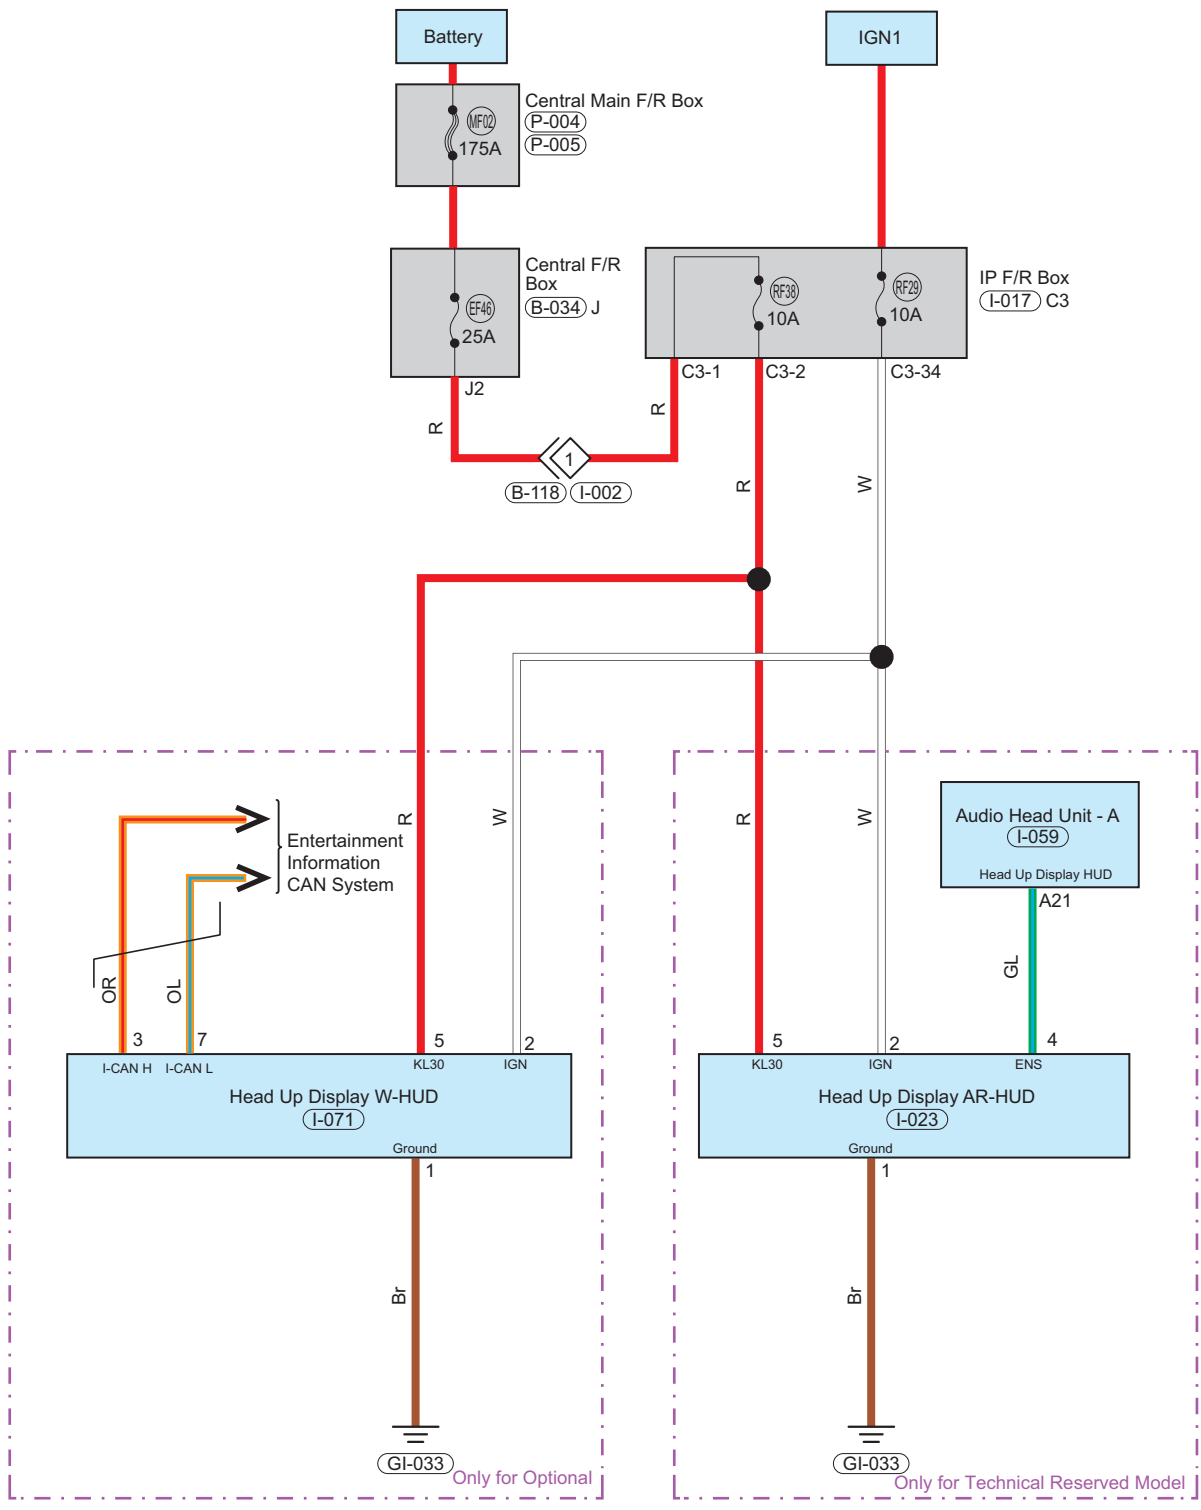 Battery
IGN1
Central Main F/R Box
P-004
P-005
MF02
175A
Central F/R
Box
B-034 J
EF46
25A
J2
IP F/R Box
I-017 C3
RF38
10A
RF29
10A
C3-1
C3-2
C3-34
R
R
1
B-118 I-002
R
W
R
W
R
W
Entertainment
Information
CAN System
OR
OL
Audio Head Unit - A
I-059
Head Up Display HUD
A21
GL
3
7
5
2
I-CAN H
I-CAN L
KL30
IGN
Head Up Display W-HUD
I-071
Ground
1
Br
GI-033
Only for Optional
5
2
4
KL30
IGN
ENS
Head Up Display AR-HUD
I-023
Ground
1
Br
GI-033
Only for Technical Reserved Model